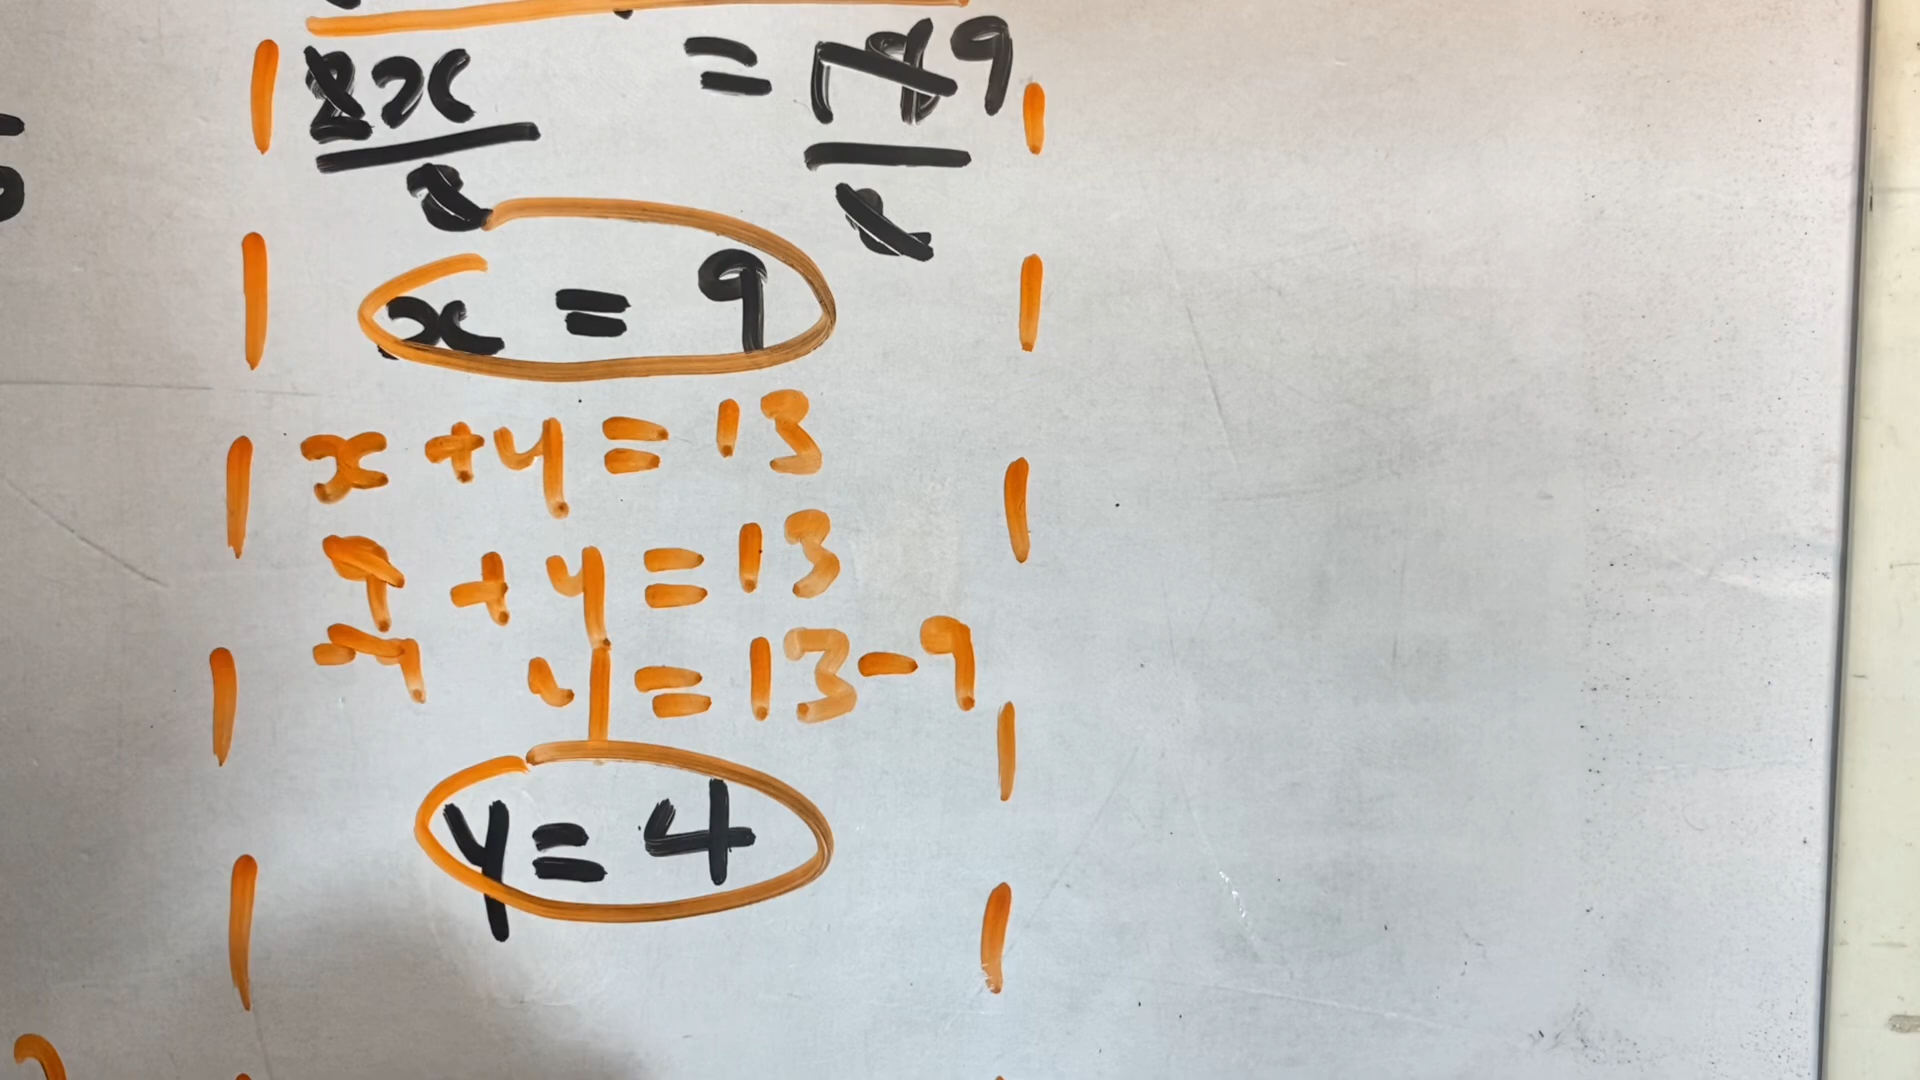 2x = 18 9
2 2
x = 9
x + y = 13
9 + y = 13
-9 y = 13 - 9
y = 4